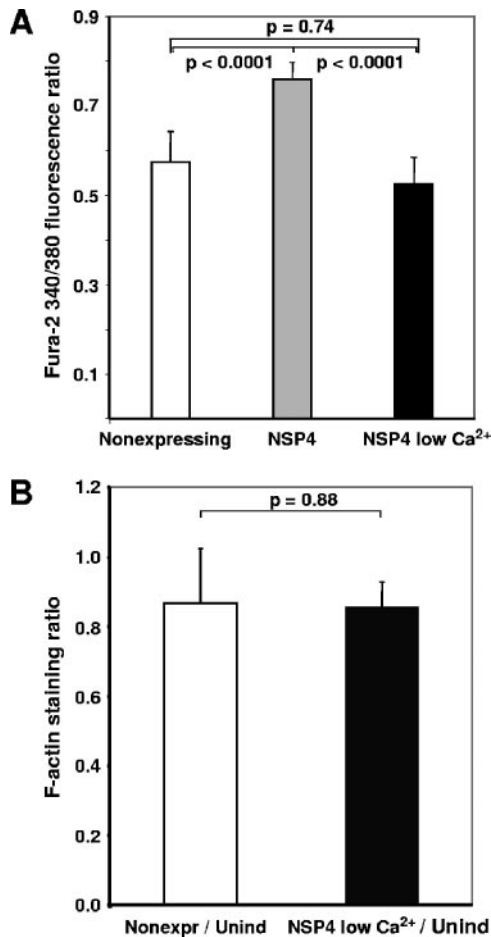 A
p = 0.74
p < 0.0001 p < 0.0001
Fura-2 340/380 fluorescence ratio
0.9
0.7
0.5
0.3
0.1
Nonexpressing NSP4 NSP4 low Ca²⁺
B
p = 0.88
F-actin staining ratio
1.2
1.0
0.8
0.6
0.4
0.2
0.0
Nonexpr / Unind NSP4 low Ca²⁺ / Unind